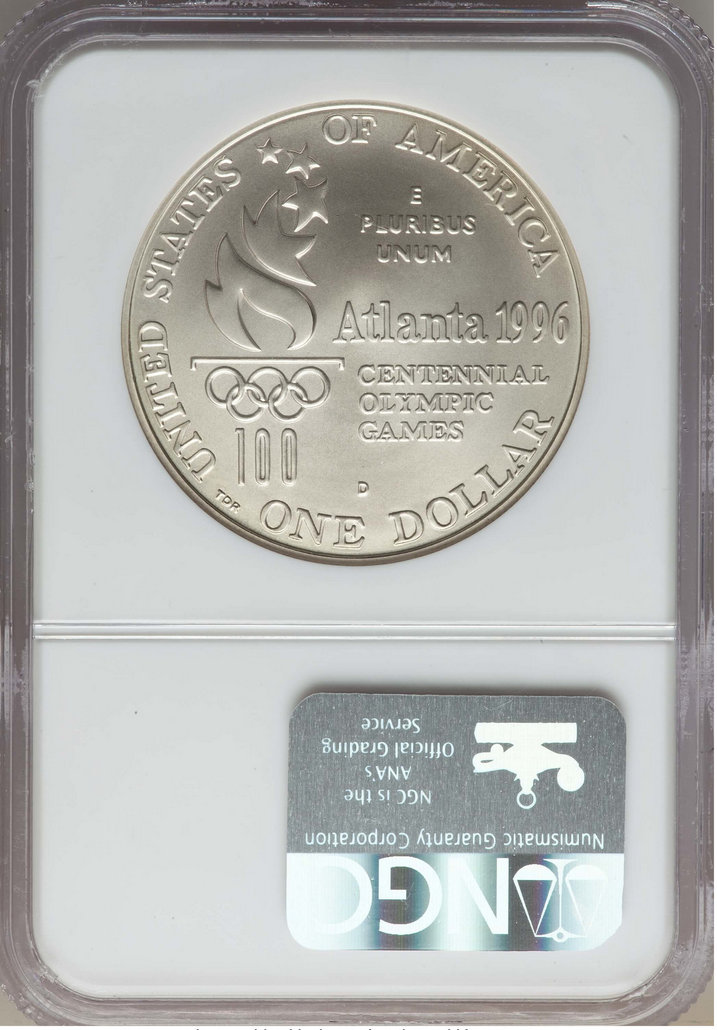 UNITED STATES OF AMERICA
E
PLURIBUS
UNUM
Atlanta 1996
CENTENNIAL
OLYMPIC
GAMES
100
D
TDR
ONE DOLLAR
NGC
Numismatic Guaranty Corporation
NGC is the
ANA's
Official Grading
Service